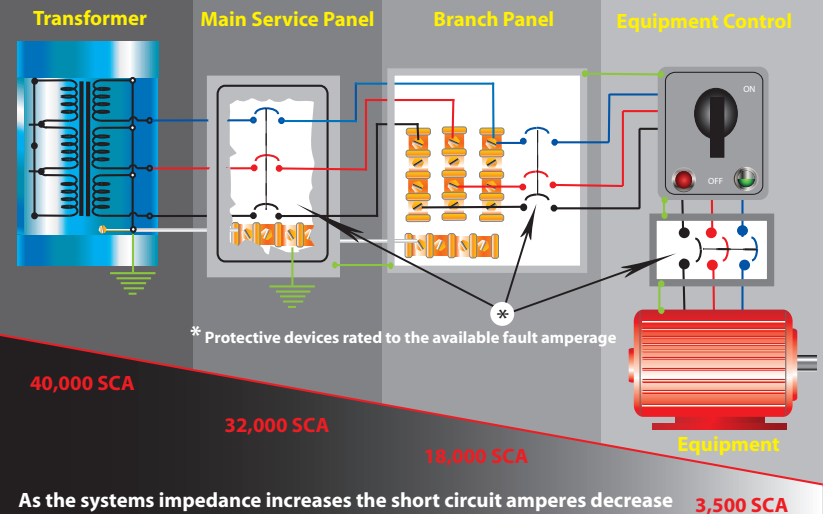 Transformer
Main Service Panel
Branch Panel
Equipment Control
ON
OFF
*
* Protective devices rated to the available fault amperage
40,000 SCA
32,000 SCA
18,000 SCA
Equipment
As the systems impedance increases the short circuit amperes decrease
3,500 SCA